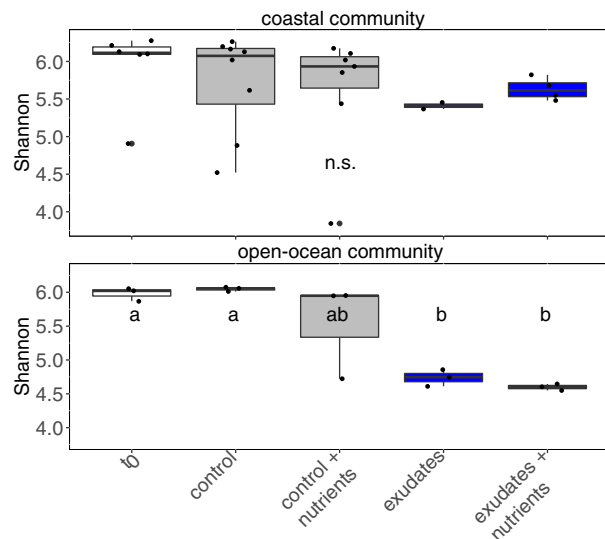 coastal community
Shannon
6.0
5.5
5.0
4.5
4.0
n.s.
open-ocean community
Shannon
6.0
5.5
5.0
4.5
4.0
a a ab b b
t0
control
control +
nutrients
exudates
exudates +
nutrients